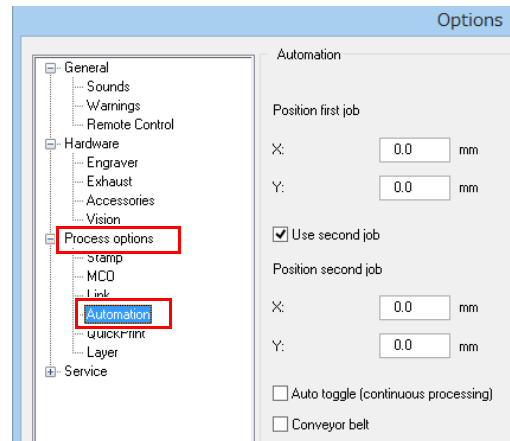 Options
General
Sounds
Warnings
Remote Control
Hardware
Engraver
Exhaust
Accessories
Vision
Process options
Stamp
MCO
Link
Automation
QuickPrint
Layer
Service
Automation
Position first job
X: 0.0 mm
Y: 0.0 mm
Use second job
Position second job
X: 0.0 mm
Y: 0.0 mm
Auto toggle (continuous processing)
Conveyor belt